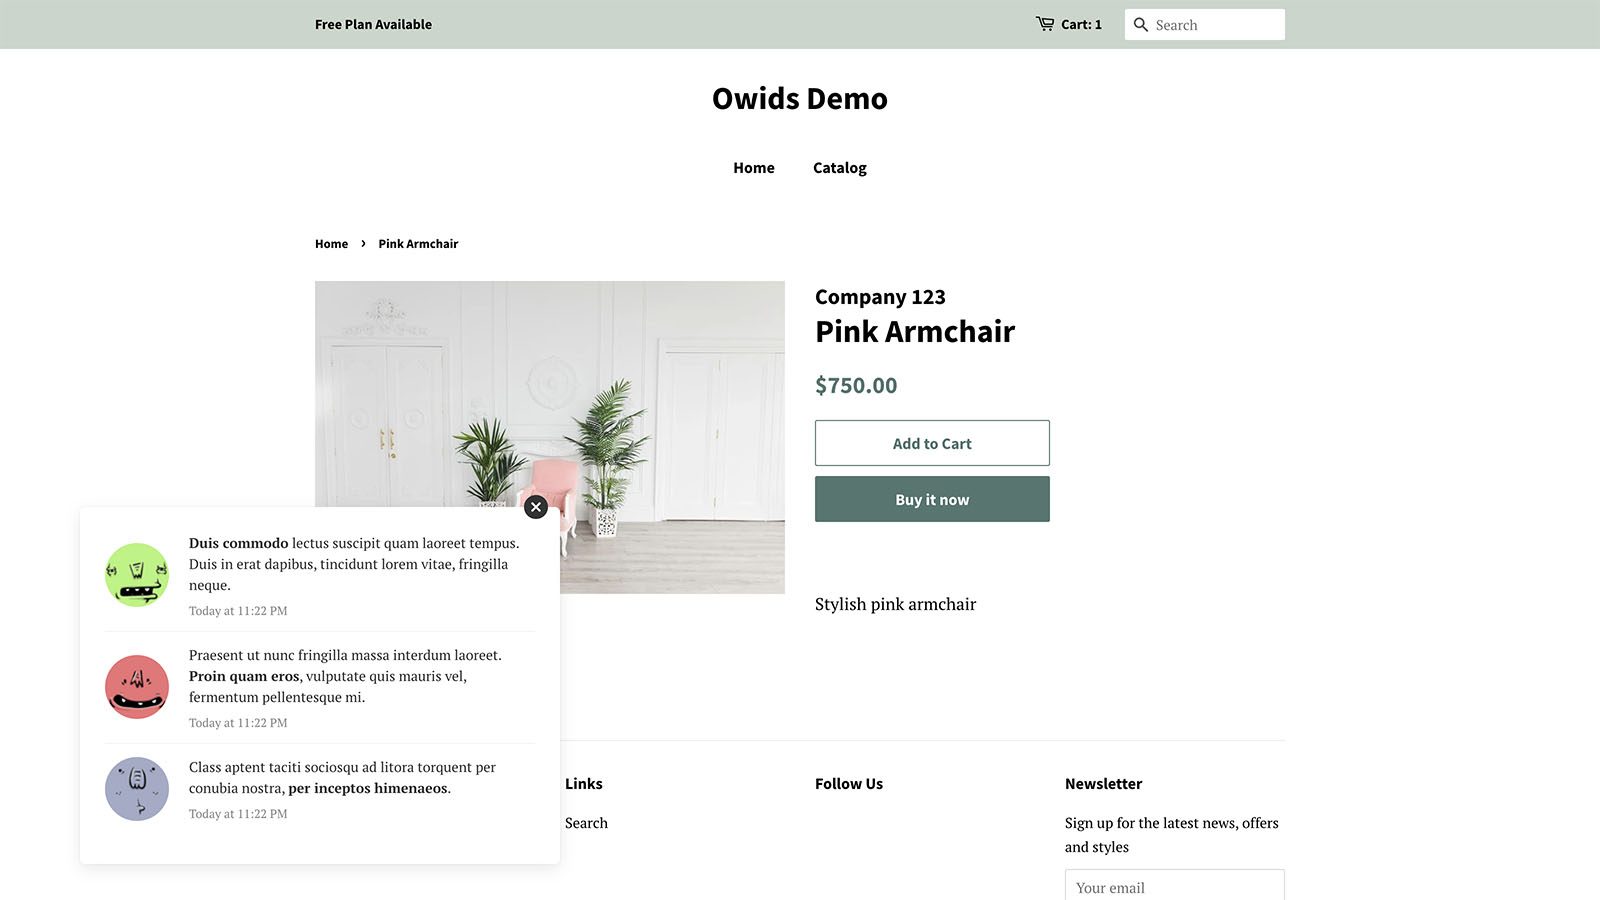 Free Plan Available
Cart: 1
Search
Owids Demo
Home
Catalog
Home › Pink Armchair
Company 123
Pink Armchair
$750.00
Add to Cart
Buy it now
Stylish pink armchair
Duis commodo lectus suscipit quam laoreet tempus.
Duis in erat dapibus, tincidunt lorem vitae, fringilla
neque.
Today at 11:22 PM
Praesent ut nunc fringilla massa interdum laoreet.
Proin quam eros, vulputate quis mauris vel,
fermentum pellentesque mi.
Today at 11:22 PM
Class aptent taciti sociosqu ad litora torquent per
conubia nostra, per inceptos himenaeos.
Today at 11:22 PM
Links
Search
Follow Us
Newsletter
Sign up for the latest news, offers
and styles
Your email